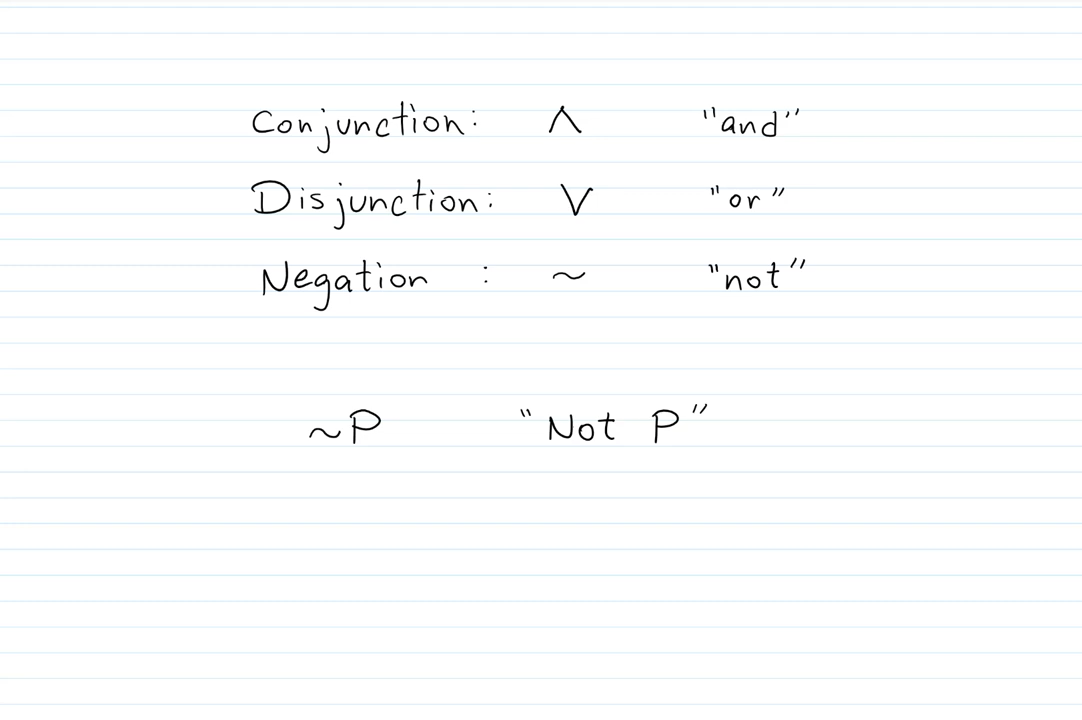 Conjunction: ∧ "and"
Disjunction: ∨ "or"
Negation : ~ "not"
~P "Not P"